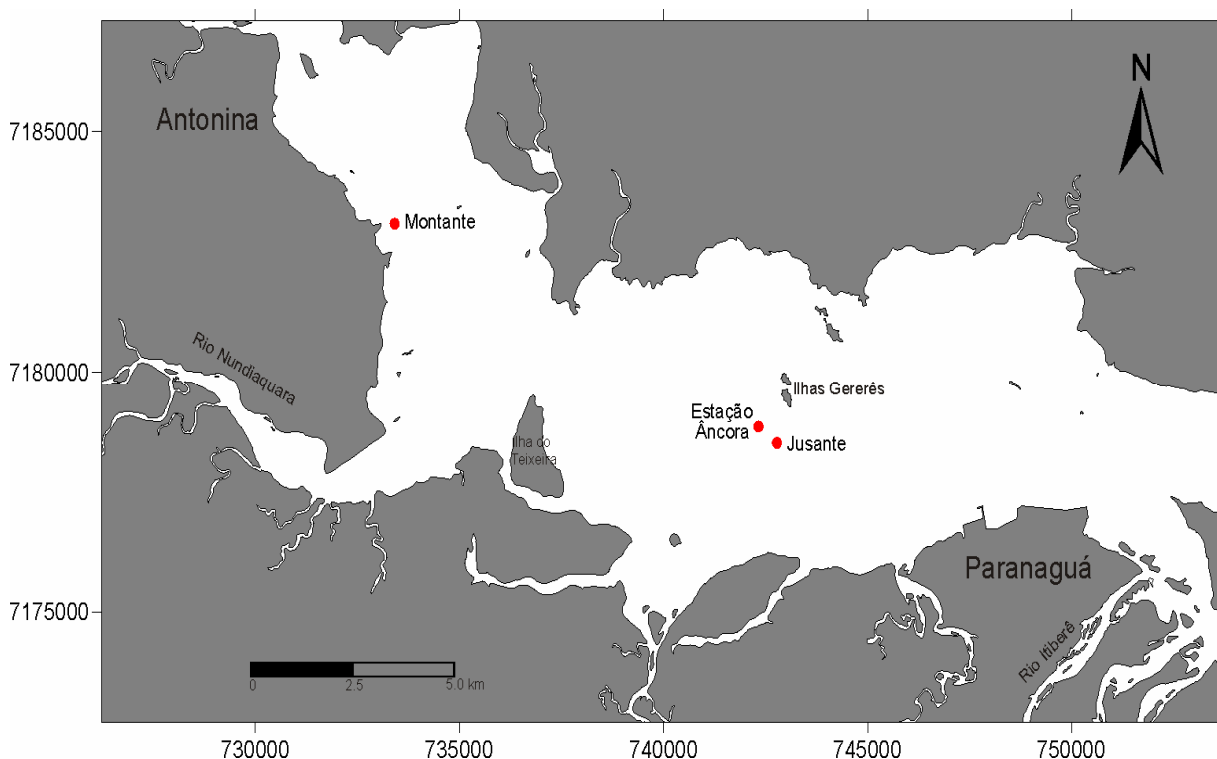 N
7185000
Antonina
Montante
Rio Nundiaquara
7180000
Ilhas Gererês
Estação
Âncora
Jusante
Ilha do
Teixeira
Paranaguá
7175000
Rio Itiberê
0
2.5
5.0 km
730000
735000
740000
745000
750000